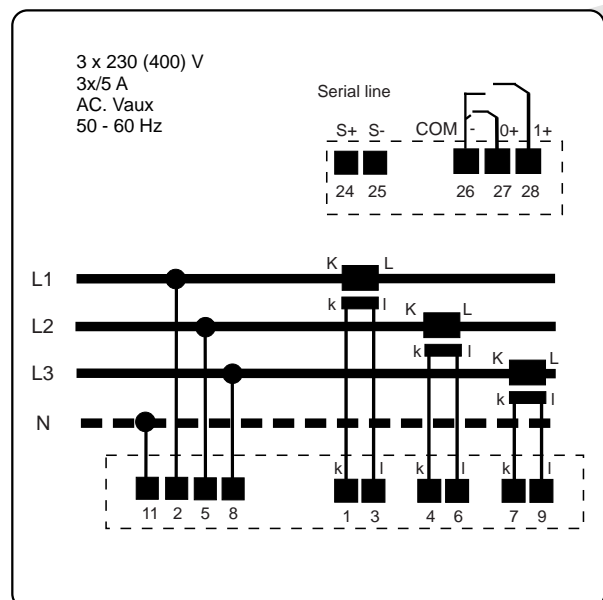 3 x 230 (400) V
3x/5 A
AC. Vaux
50 - 60 Hz
Serial line
S+ S- COM - 0+ 1+
24 25 26 27 28
K L
L1
k l
K L
L2
k l
K L
L3
k l
N
k l k l k l
11 2 5 8 1 3 4 6 7 9